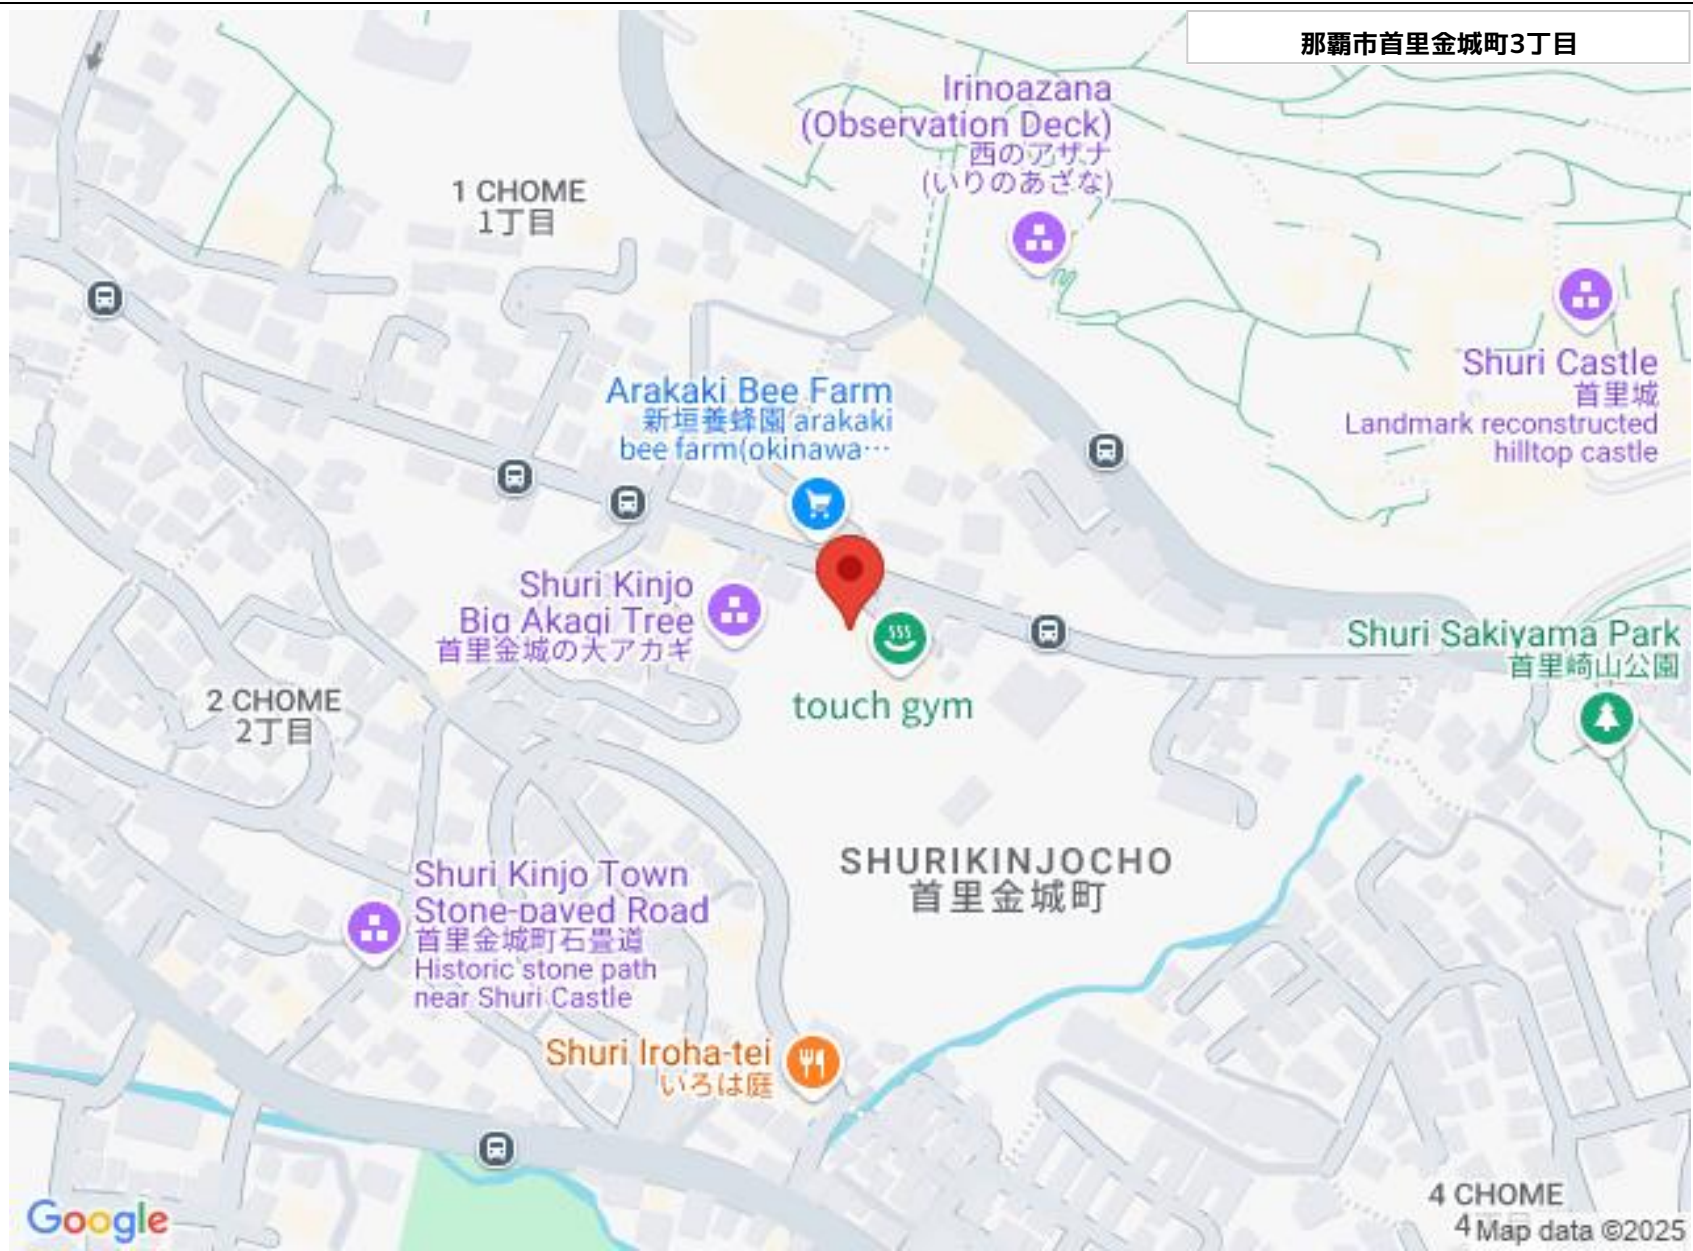 那覇市首里金城町3丁目
Irinoazana
(Observation Deck)
西のアザナ
(いりのあざな)
1 CHOME
1丁目
Shuri Castle
首里城
Landmark reconstructed
hilltop castle
Arakaki Bee Farm
新垣養蜂園 arakaki
bee farm(okinawa…
Shuri Kinjo
Big Akagi Tree
首里金城の大アカギ
touch gym
Shuri Sakiyama Park
首里崎山公園
2 CHOME
2丁目
SHURIKINJOCHO
首里金城町
Shuri Kinjo Town
Stone-paved Road
首里金城町石畳道
Historic stone path
near Shuri Castle
Shuri Iroha-tei
いろは庭
4 CHOME
4
Google
Map data ©2025